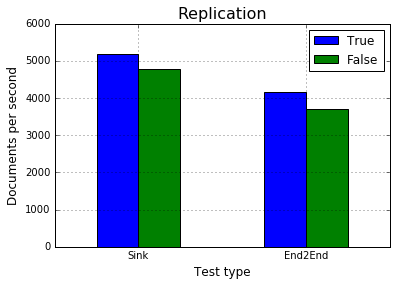 Replication
True
False
6000
5000
4000
3000
2000
1000
0
Documents per second
Sink
End2End
Test type